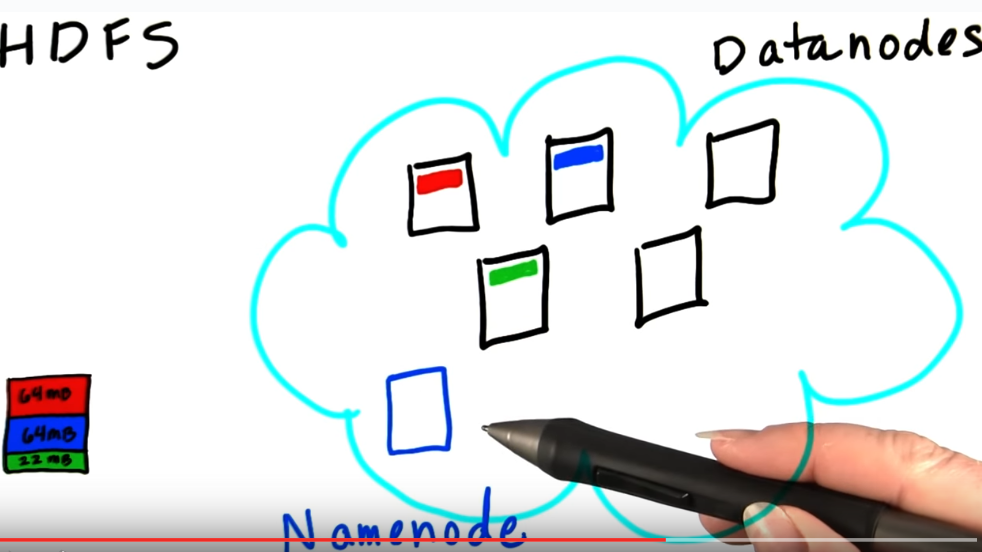 HDFS
Datanodes
64mB
64mB
22 mB
Namenode